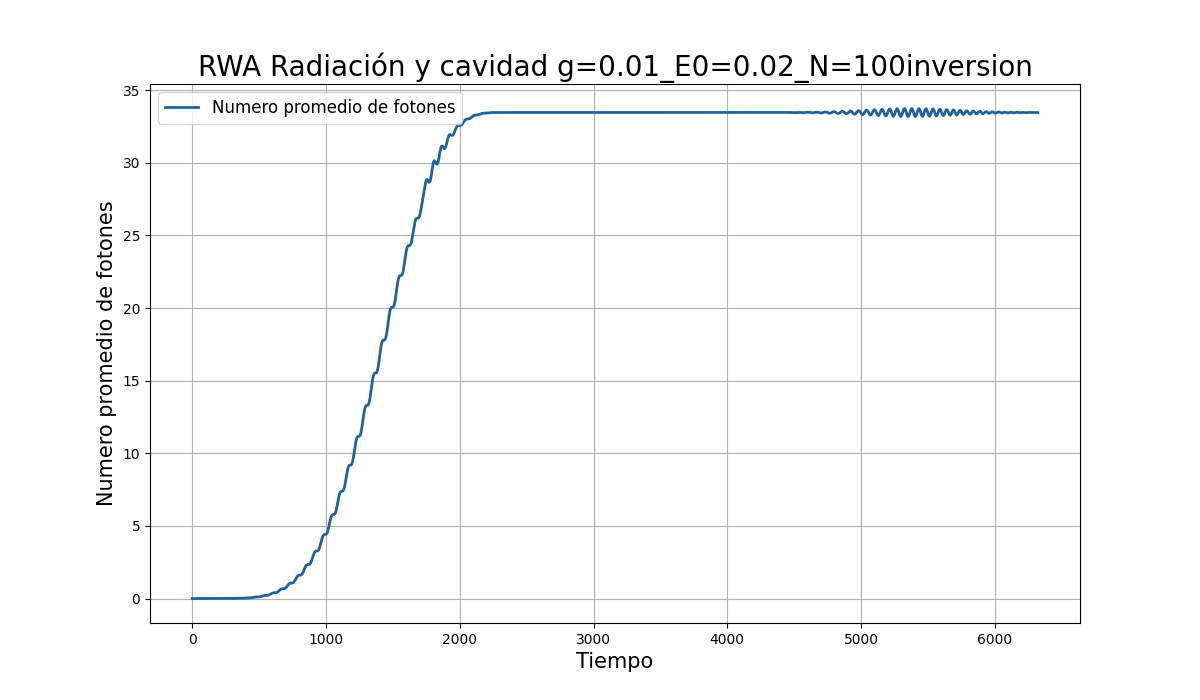 RWA Radiación y cavidad g=0.01_E0=0.02_N=100inversion
Numero promedio de fotones
35
30
25
20
15
10
5
0
Numero promedio de fotones
0 1000 2000 3000 4000 5000 6000
Tiempo